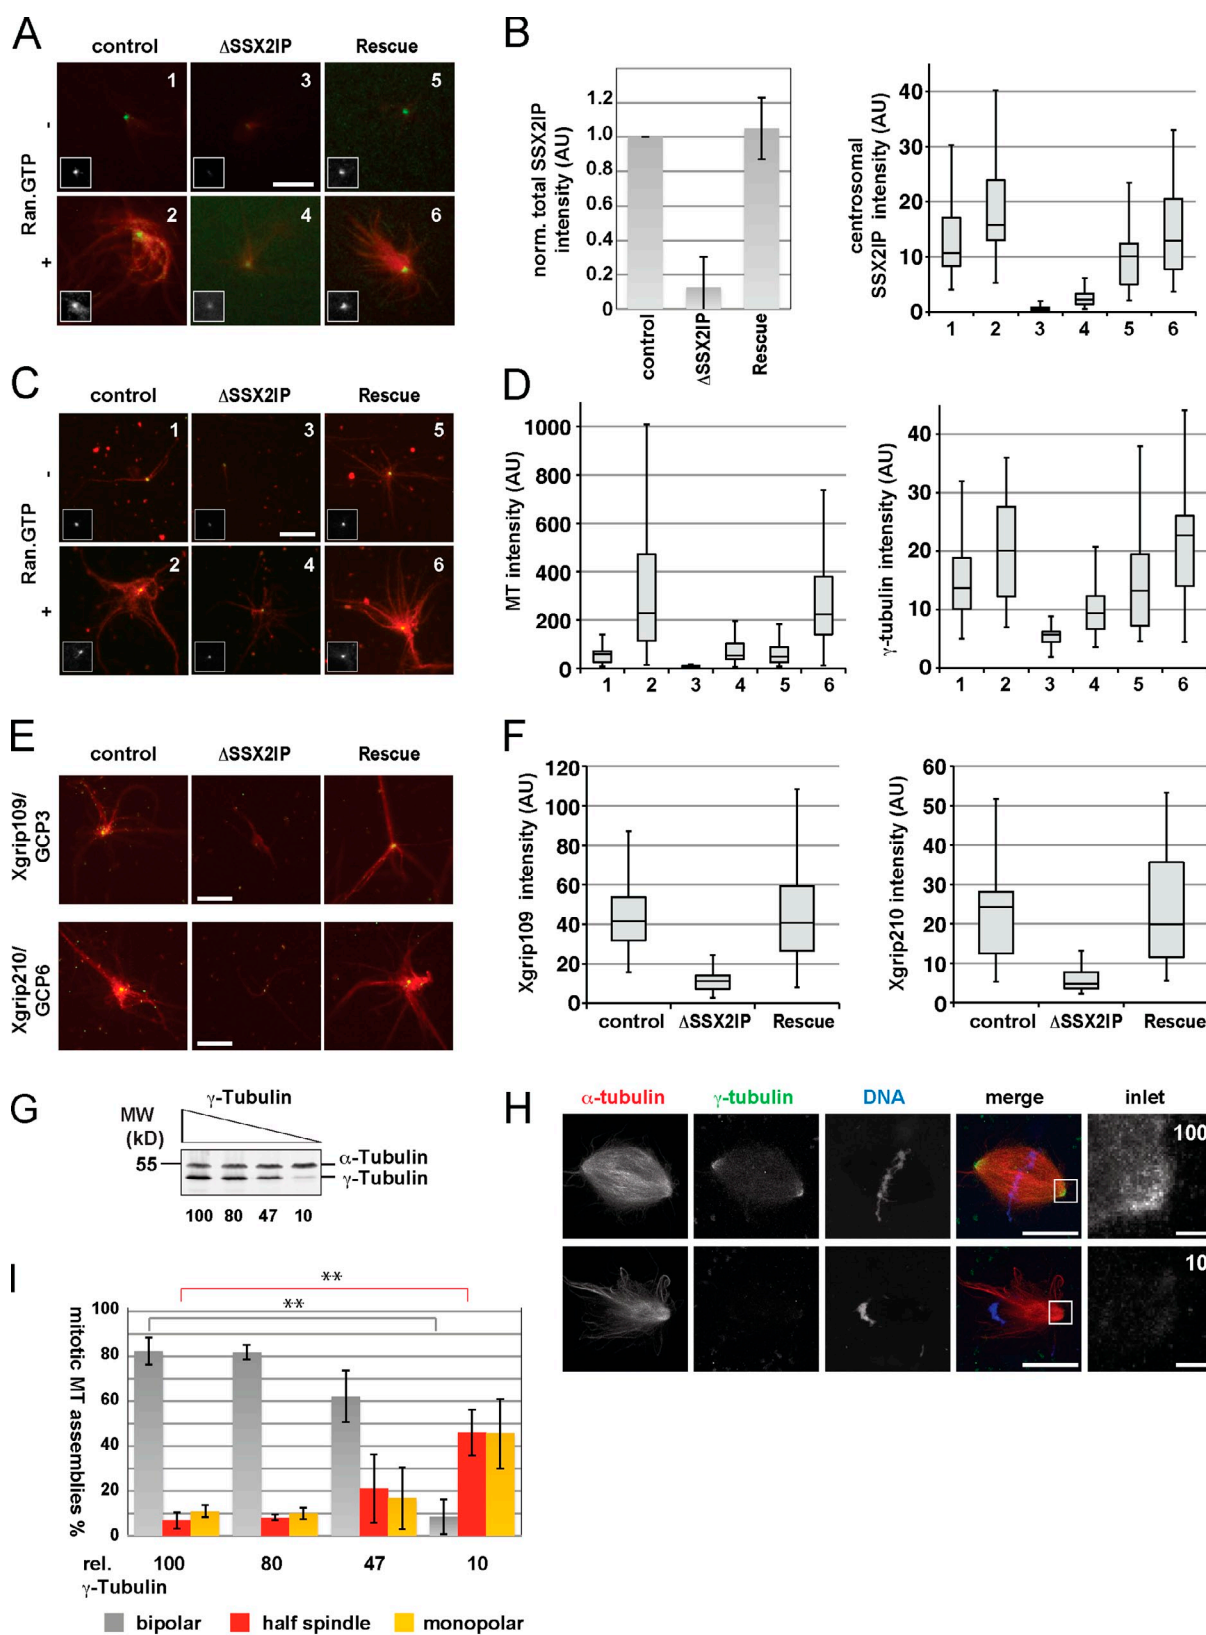 A
control ΔSSX2IP Rescue
Ran.GTP
-
+
1 3 5
2 4 6
B
norm. total SSX2IP
intensity (AU)
1.2
1.0
0.8
0.6
0.4
0.2
0
control ΔSSX2IP Rescue
centrosomal
SSX2IP intensity (AU)
40
30
20
10
0
1 2 3 4 5 6
C
control ΔSSX2IP Rescue
Ran.GTP
-
+
1 3 5
2 4 6
D
MT intensity (AU)
1000
800
600
400
200
0
1 2 3 4 5 6
γ-tubulin intensity (AU)
40
30
20
10
0
1 2 3 4 5 6
E
control ΔSSX2IP Rescue
Xgrip109/
GCP3
Xgrip210/
GCP6
F
Xgrip109 intensity (AU)
120
100
80
60
40
20
0
control ΔSSX2IP Rescue
Xgrip210 intensity (AU)
60
50
40
30
20
10
0
control ΔSSX2IP Rescue
G
γ-Tubulin
MW
(kD)
55
α-Tubulin
γ-Tubulin
100 80 47 10
H
α-tubulin γ-tubulin DNA merge inlet
100
10
I
mitotic MT
assemblies %
100
80
60
40
20
0
**
**
rel. 100 80 47 10
γ-Tubulin
bipolar half spindle monopolar